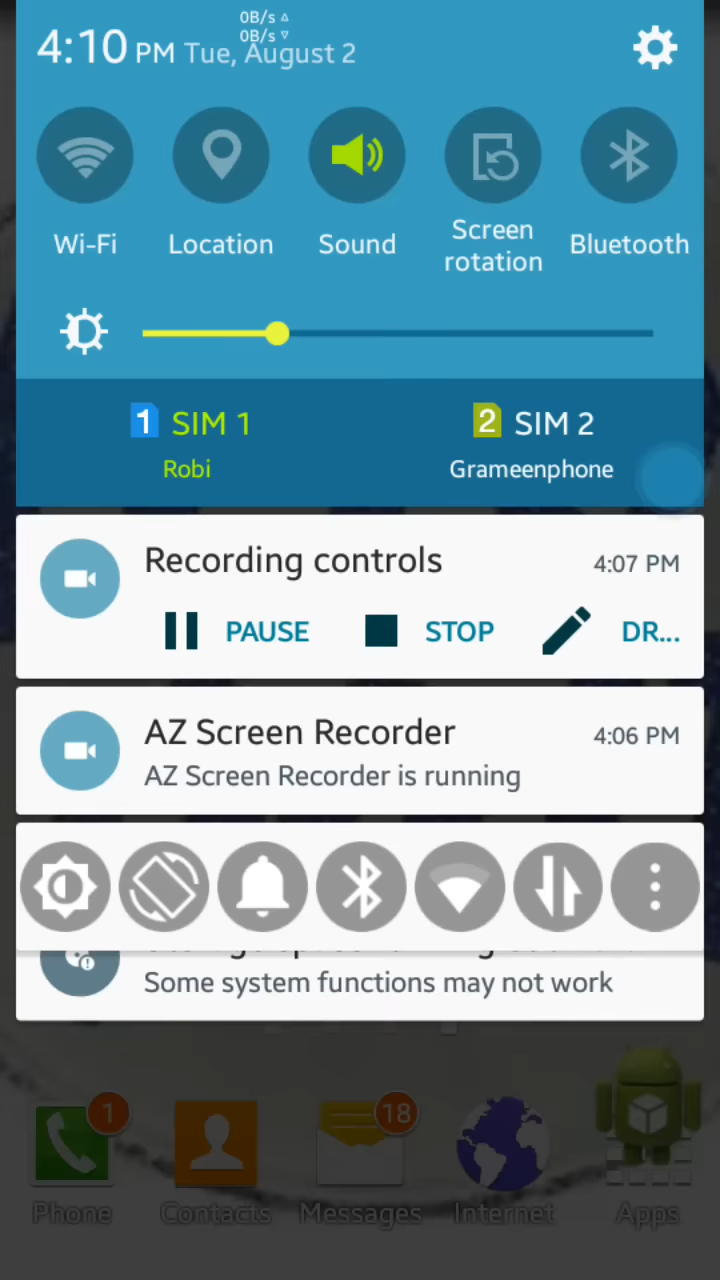 0B/s
0B/s
4:10 PM Tue, August 2
Wi-Fi
Location
Sound
Screen
rotation
Bluetooth
1 SIM 1
Robi
2 SIM 2
Grameenphone
Recording controls
4:07 PM
PAUSE
STOP
DR...
AZ Screen Recorder
4:06 PM
AZ Screen Recorder is running
Some system functions may not work
1
18
Phone
Contacts
Messages
Internet
Apps